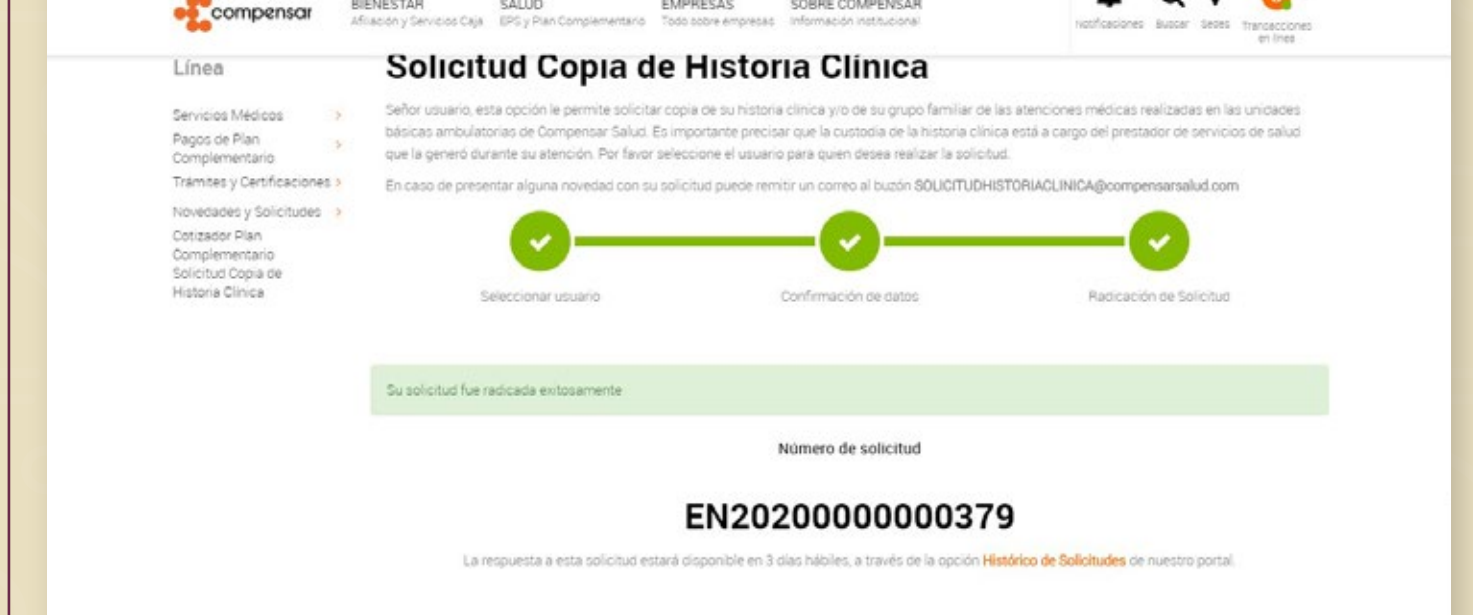 compensar
BIENESTAR
Afiliación y Servicios Caja
SALUD
EPS y Plan Complementario
EMPRESAS
Todo sobre empresas
SOBRE COMPENSAR
Información institucional
Notificaciones
Buscar
Sedes
Transacciones
en línea
Línea
Servicios Médicos
Pagos de Plan
Complementario
Trámites y Certificaciones
Novedades y Solicitudes
Cotizador Plan
Complementario
Solicitud Copia de
Historia Clínica
Solicitud Copia de Historia Clínica
Señor usuario, esta opción le permite solicitar copia de su historia clínica y/o de su grupo familiar de las atenciones médicas realizadas en las unidades
básicas ambulatorias de Compensar Salud. Es importante precisar que la custodia de la historia clínica está a cargo del prestador de servicios de salud
que la generó durante su atención. Por favor seleccione el usuario para quien desea realizar la solicitud.
En caso de presentar alguna novedad con su solicitud puede remitir un correo al buzón SOLICITUDHISTORIACLINICA@compensarsalud.com
Seleccionar usuario
Confirmación de datos
Radicación de Solicitud
Su solicitud fue radicada exitosamente
Número de solicitud
EN20200000000379
La respuesta a esta solicitud estará disponible en 3 días hábiles, a través de la opción Histórico de Solicitudes de nuestro portal.